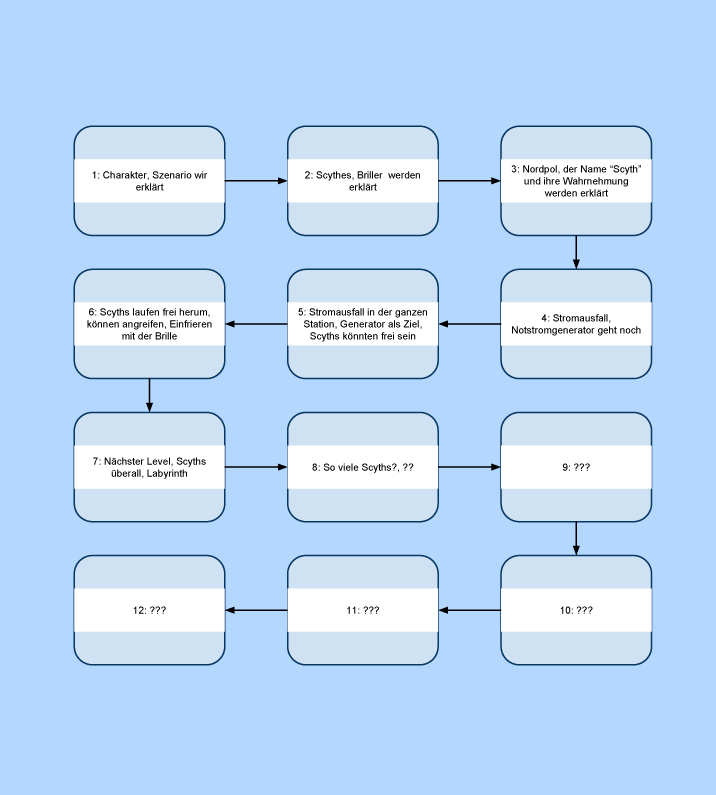 1: Charakter, Szenario wir
erklärt
2: Scythes, Briller werden
erklärt
3: Nordpol, der Name “Scyth”
und ihre Wahrnehmung
werden erklärt
4: Stromausfall,
Notstromgenerator geht noch
5: Stromausfall in der ganzen
Station, Generator als Ziel,
Scyths könnten frei sein
6: Scyths laufen frei herum,
können angreifen, Einfrieren
mit der Brille
7: Nächster Level, Scyths
überall, Labyrinth
8: So viele Scyths?, ??
9: ???
10: ???
11: ???
12: ???